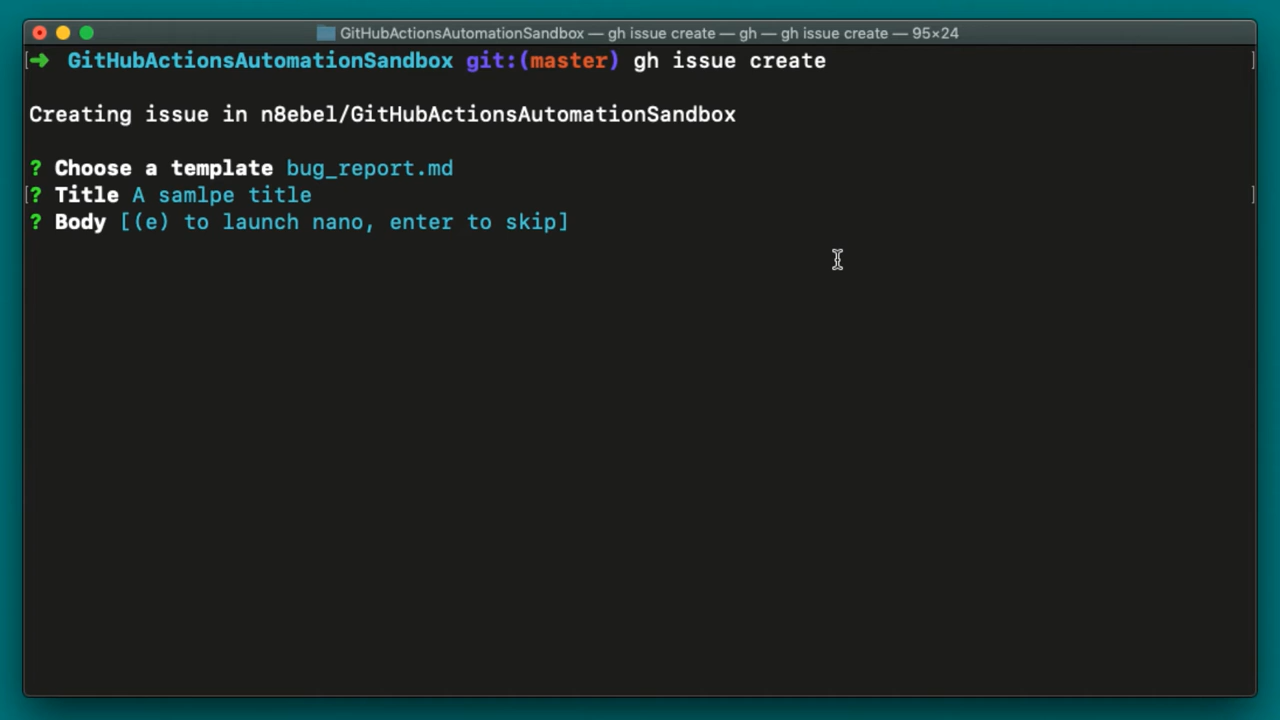 GitHubActionsAutomationSandbox — gh issue create — gh — gh issue create — 95×24
[➜ GitHubActionsAutomationSandbox git:(master) gh issue create ]
Creating issue in n8ebel/GitHubActionsAutomationSandbox
? Choose a template bug_report.md
[? Title A samlpe title ]
? Body [(e) to launch nano, enter to skip]